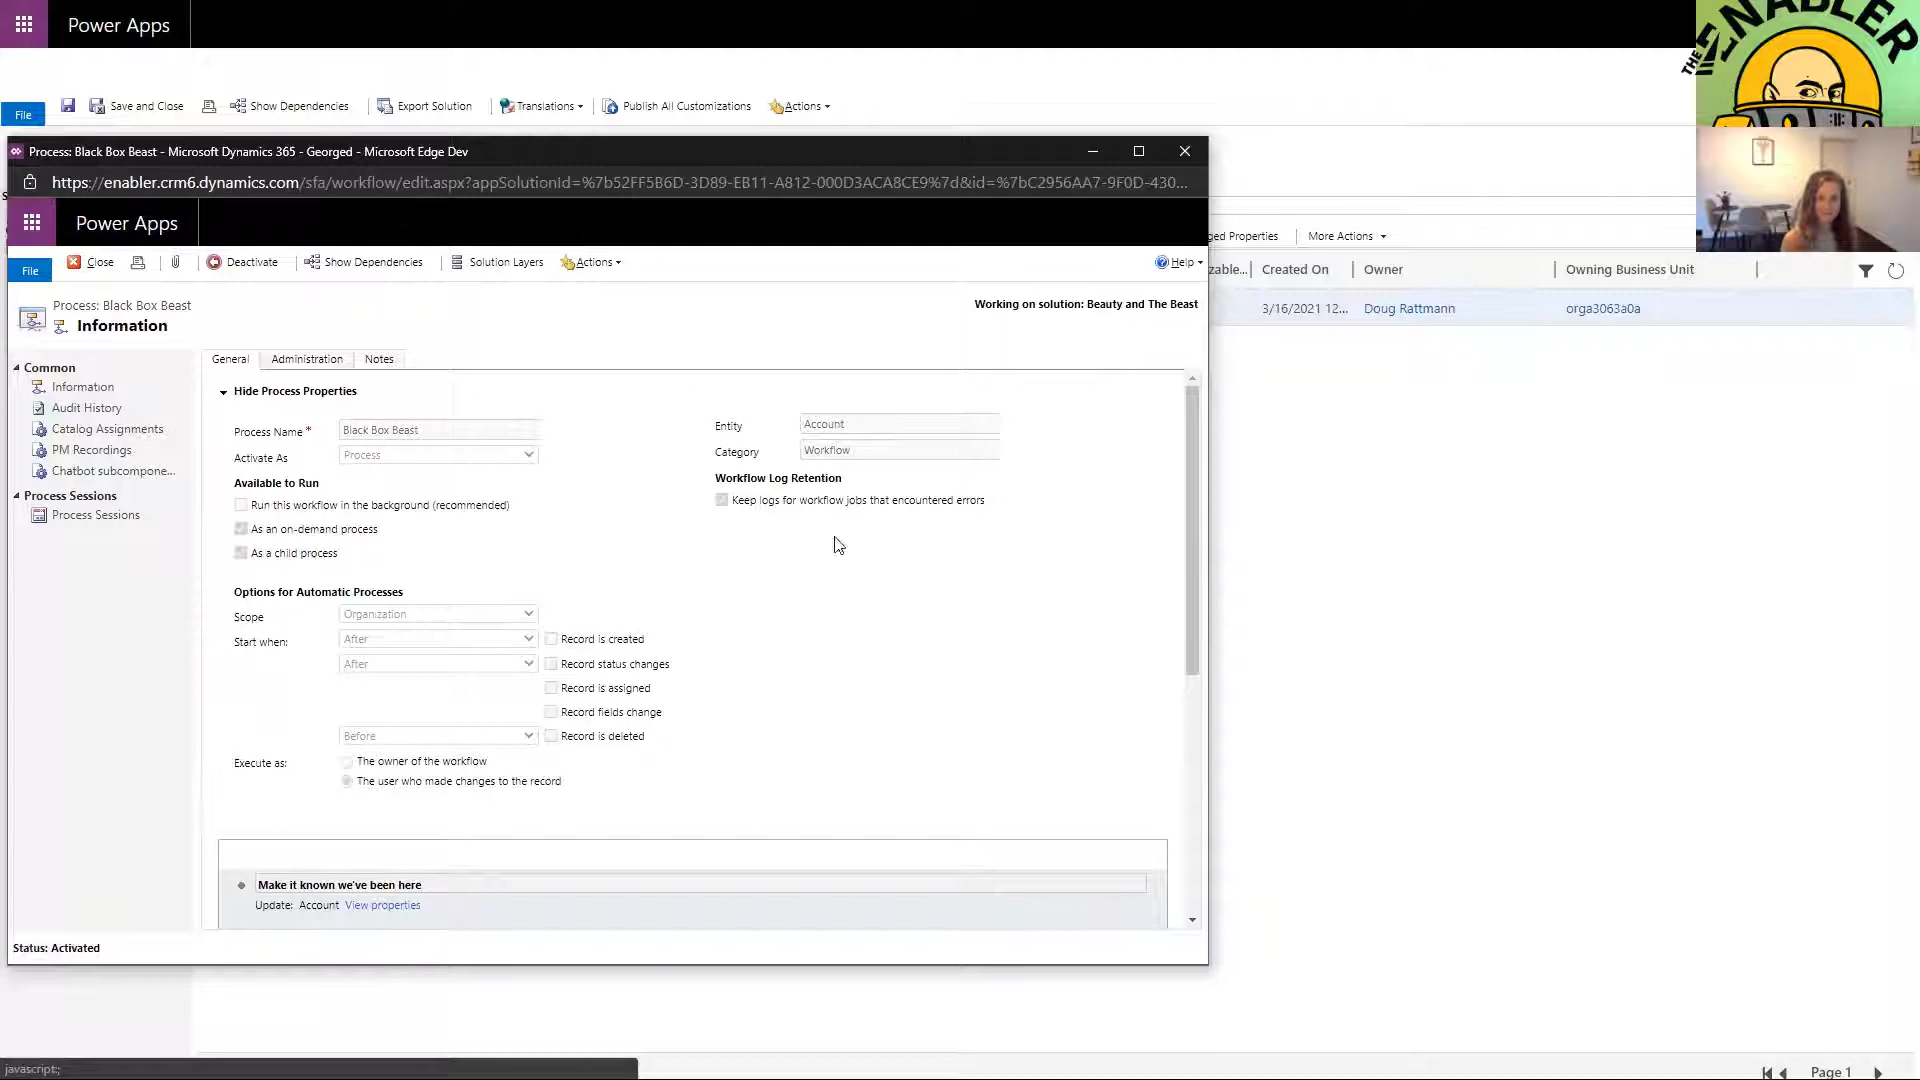 Power Apps
THE ENABLER
File
Save and Close
Show Dependencies
Export Solution
Translations
Publish All Customizations
Actions
Process: Black Box Beast - Microsoft Dynamics 365 - Georged - Microsoft Edge Dev
https://enabler.crm6.dynamics.com/sfa/workflow/edit.aspx?appSolutionId=%7b52FF5B6D-3D89-EB11-A812-000D3ACA8CE9%7d&id=%7bC2956AA7-9F0D-430...
Power Apps
ged Properties
More Actions
File
Close
Deactivate
Show Dependencies
Solution Layers
Actions
Help
zable...
Created On
Owner
Owning Business Unit
3/16/2021 12...
Doug Rattmann
orga3063a0a
Process: Black Box Beast
Information
Working on solution: Beauty and The Beast
Common
Information
Audit History
Catalog Assignments
PM Recordings
Chatbot subcompone...
Process Sessions
Process Sessions
General
Administration
Notes
Hide Process Properties
Process Name *
Black Box Beast
Activate As
Process
Available to Run
Run this workflow in the background (recommended)
As an on-demand process
As a child process
Entity
Account
Category
Workflow
Workflow Log Retention
Keep logs for workflow jobs that encountered errors
Options for Automatic Processes
Scope
Organization
Start when:
After
Record is created
After
Record status changes
Record is assigned
Record fields change
Before
Record is deleted
Execute as:
The owner of the workflow
The user who made changes to the record
Make it known we've been here
Update: Account View properties
Status: Activated
javascript:;
Page 1